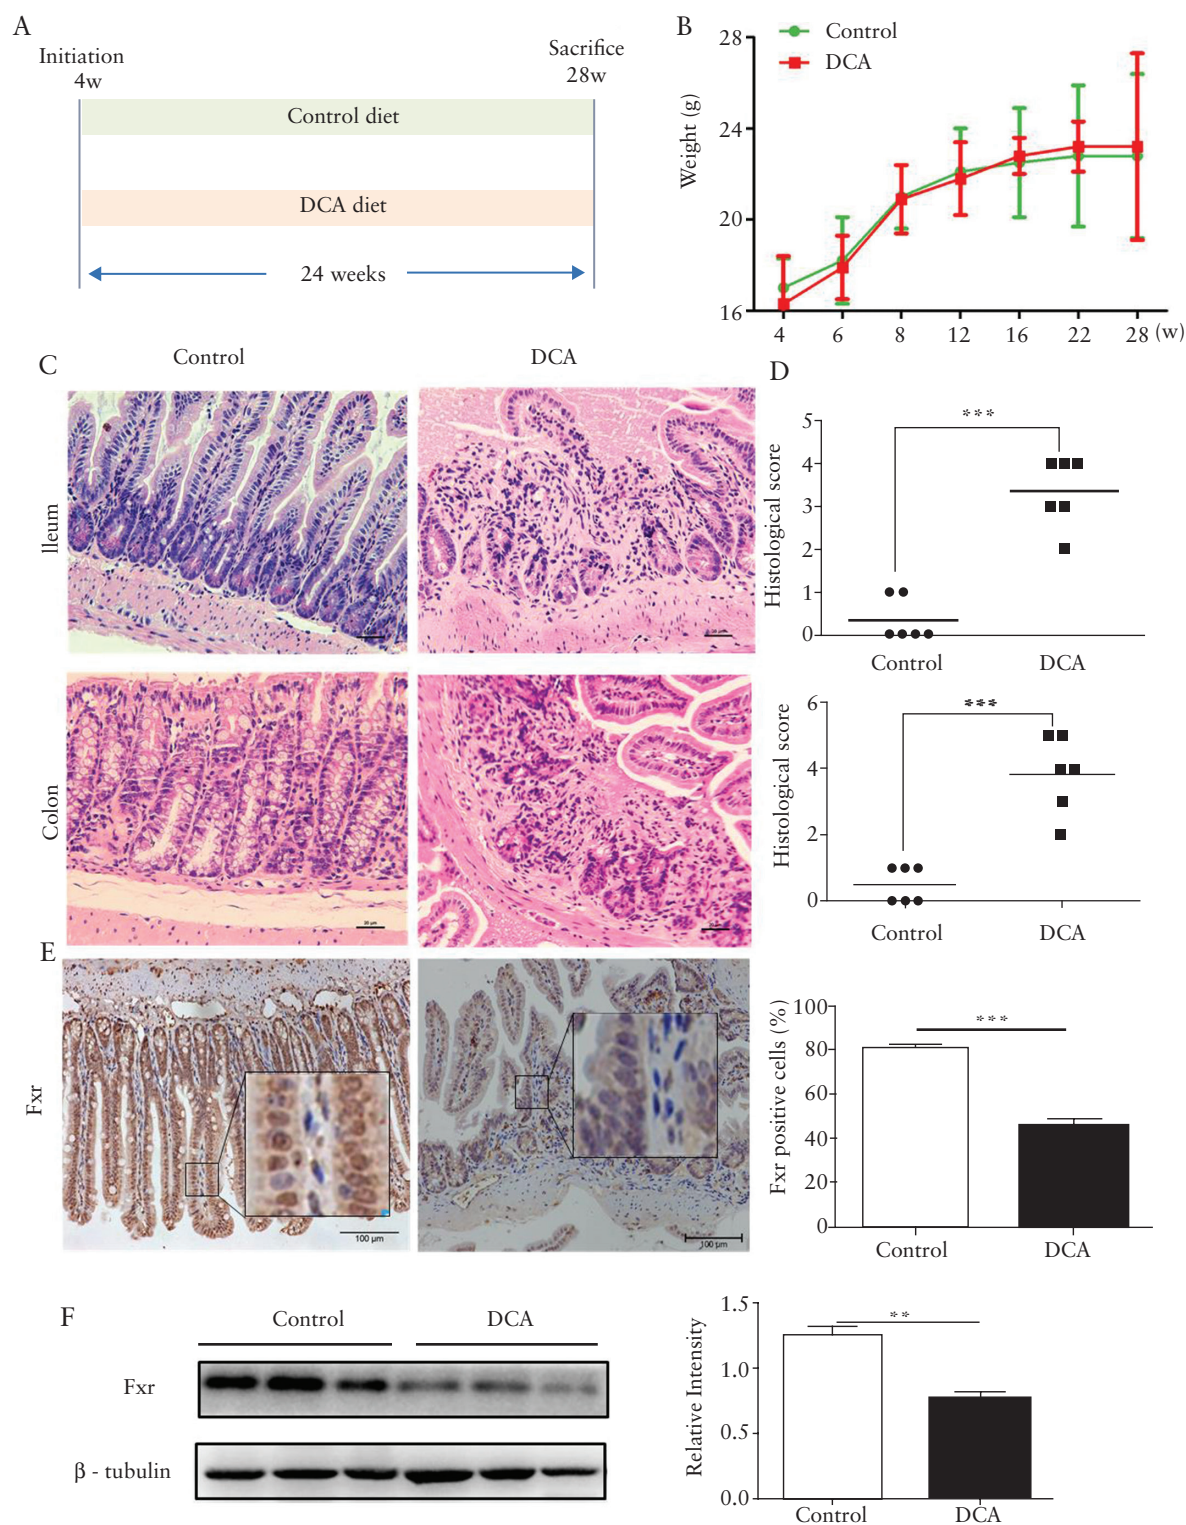 A
Initiation
4w
Sacrifice
28w
Control diet
DCA diet
24 weeks
B
Control
DCA
Weight (g)
28
24
20
16
4 6 8 12 16 22 28 (w)
C
Control
DCA
Ileum
Colon
D
Histological score
5
4
3
2
1
0
***
Control
DCA
Histological score
6
4
2
0
***
Control
DCA
E
Fxr
100 µm
100 µm
Fxr positive cells (%)
100
80
60
40
20
0
***
Control
DCA
F
Control
DCA
Fxr
β - tubulin
Relative Intensity
1.5
1.0
0.5
0.0
**
Control
DCA